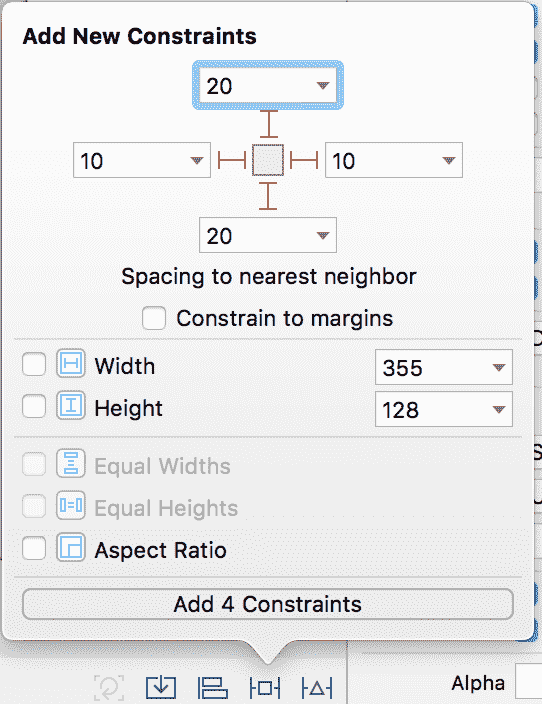 Add New Constraints
20
10 10
20
Spacing to nearest neighbor
Constrain to margins
Width 355
Height 128
Equal Widths
Equal Heights
Aspect Ratio
Add 4 Constraints
Alpha